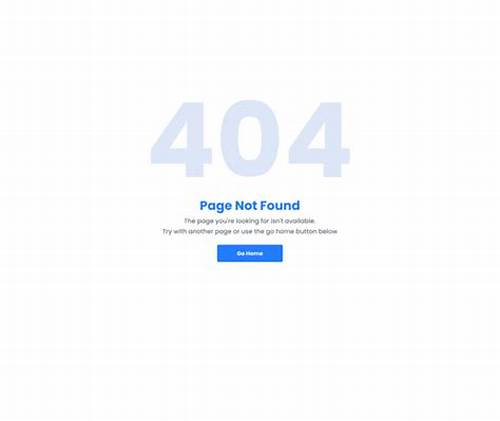 404
Page Not Found
The page you're looking for isn't available.
Try with another page or use the go home button below
Go Home